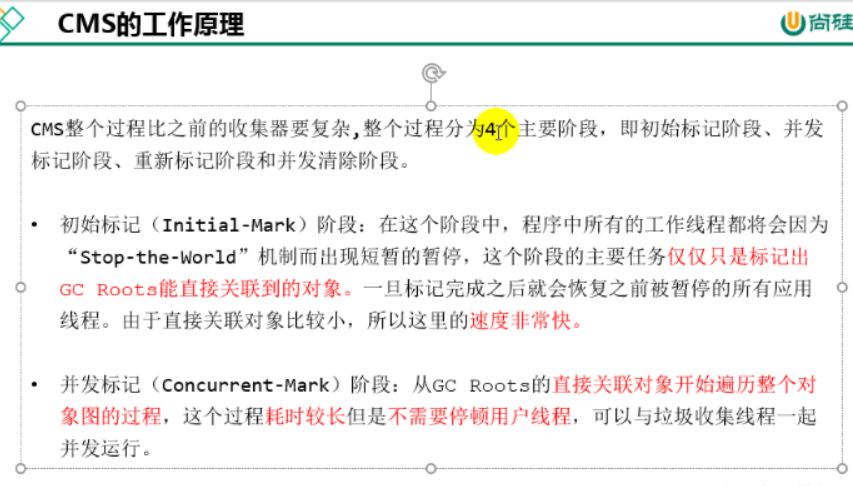 CMS的工作原理
尚硅
CMS整个过程比之前的收集器要复杂,整个过程分为4个主要阶段，即初始标记阶段、并发
标记阶段、重新标记阶段和并发清除阶段。
• 初始标记（Initial-Mark）阶段：在这个阶段中，程序中所有的工作线程都将会因为
“Stop-the-World”机制而出现短暂的暂停，这个阶段的主要任务仅仅只是标记出
GC Roots能直接关联到的对象。一旦标记完成之后就会恢复之前被暂停的所有应用
线程。由于直接关联对象比较小，所以这里的速度非常快。
• 并发标记（Concurrent-Mark）阶段：从GC Roots的直接关联对象开始遍历整个对
象图的过程，这个过程耗时较长但是不需要停顿用户线程，可以与垃圾收集线程一起
并发运行。